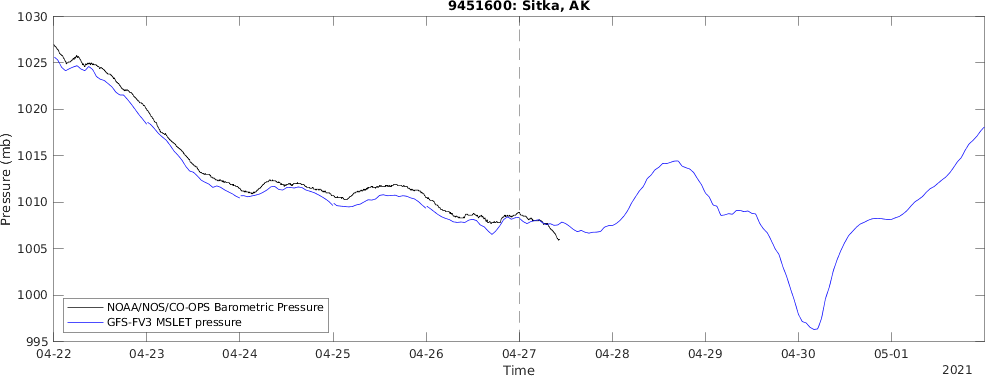 9451600: Sitka, AK
Pressure (mb)
1030
1025
1020
1015
1010
1005
1000
995
NOAA/NOS/CO-OPS Barometric Pressure
GFS-FV3 MSLET pressure
04-22 04-23 04-24 04-25 04-26 04-27 04-28 04-29 04-30 05-01
Time
2021